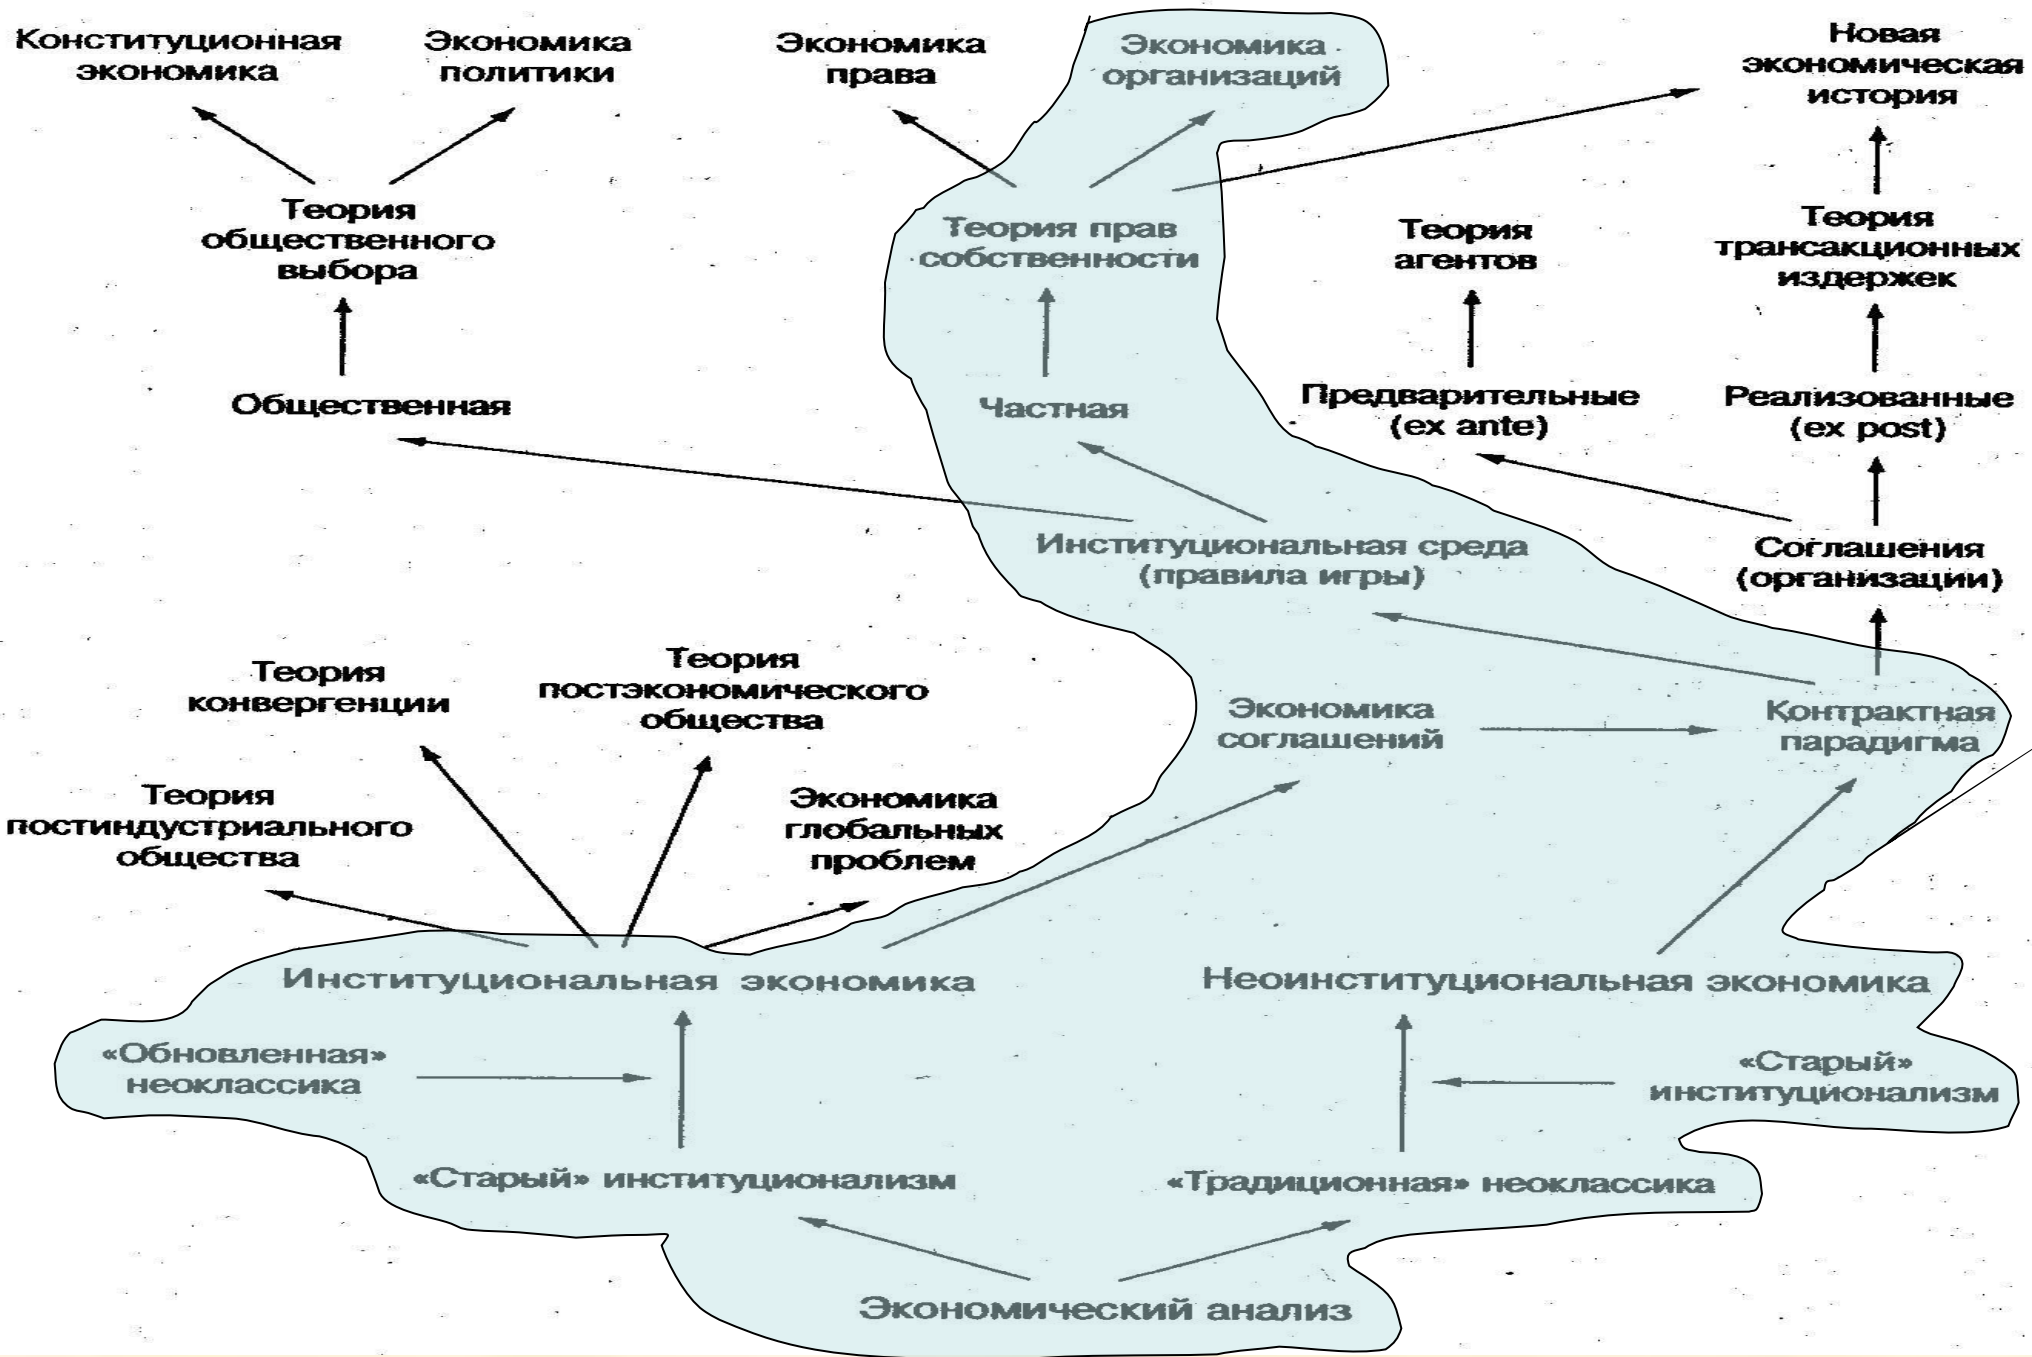 Конституционная
экономика
Экономика
политики
Экономика
права
Экономика
организаций
Новая
экономическая
история
Теория
общественного
выбора
Теория прав
собственности
Теория
агентов
Теория
трансакционных
издержек
Общественная
Частная
Предварительные
(ex ante)
Реализованные
(ex post)
Институциональная среда
(правила игры)
Соглашения
(организации)
Теория
конвергенции
Теория
постэкономического
общества
Экономика
соглашений
Контрактная
парадигма
Теория
постиндустриального
общества
Экономика
глобальных
проблем
Институциональная экономика
Неоинституциональная экономика
«Обновленная»
неоклассика
«Старый»
институционализм
«Старый» институционализм
«Традиционная» неоклассика
Экономический анализ